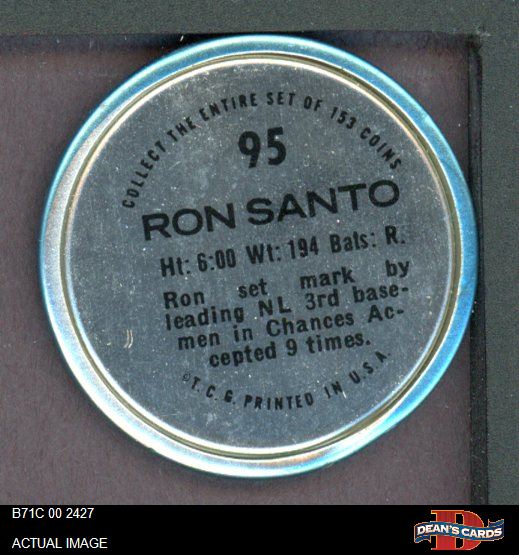 COLLECT THE ENTIRE SET OF 153 COINS
95
RON SANTO
Ht: 6:00 Wt: 194 Bats: R.
Ron set mark by
leading NL 3rd base-
men in Chances Ac-
cepted 9 times.
©T.C.G. PRINTED IN U.S.A.
B71C 00 2427
ACTUAL IMAGE
D
DEAN'S CARDS